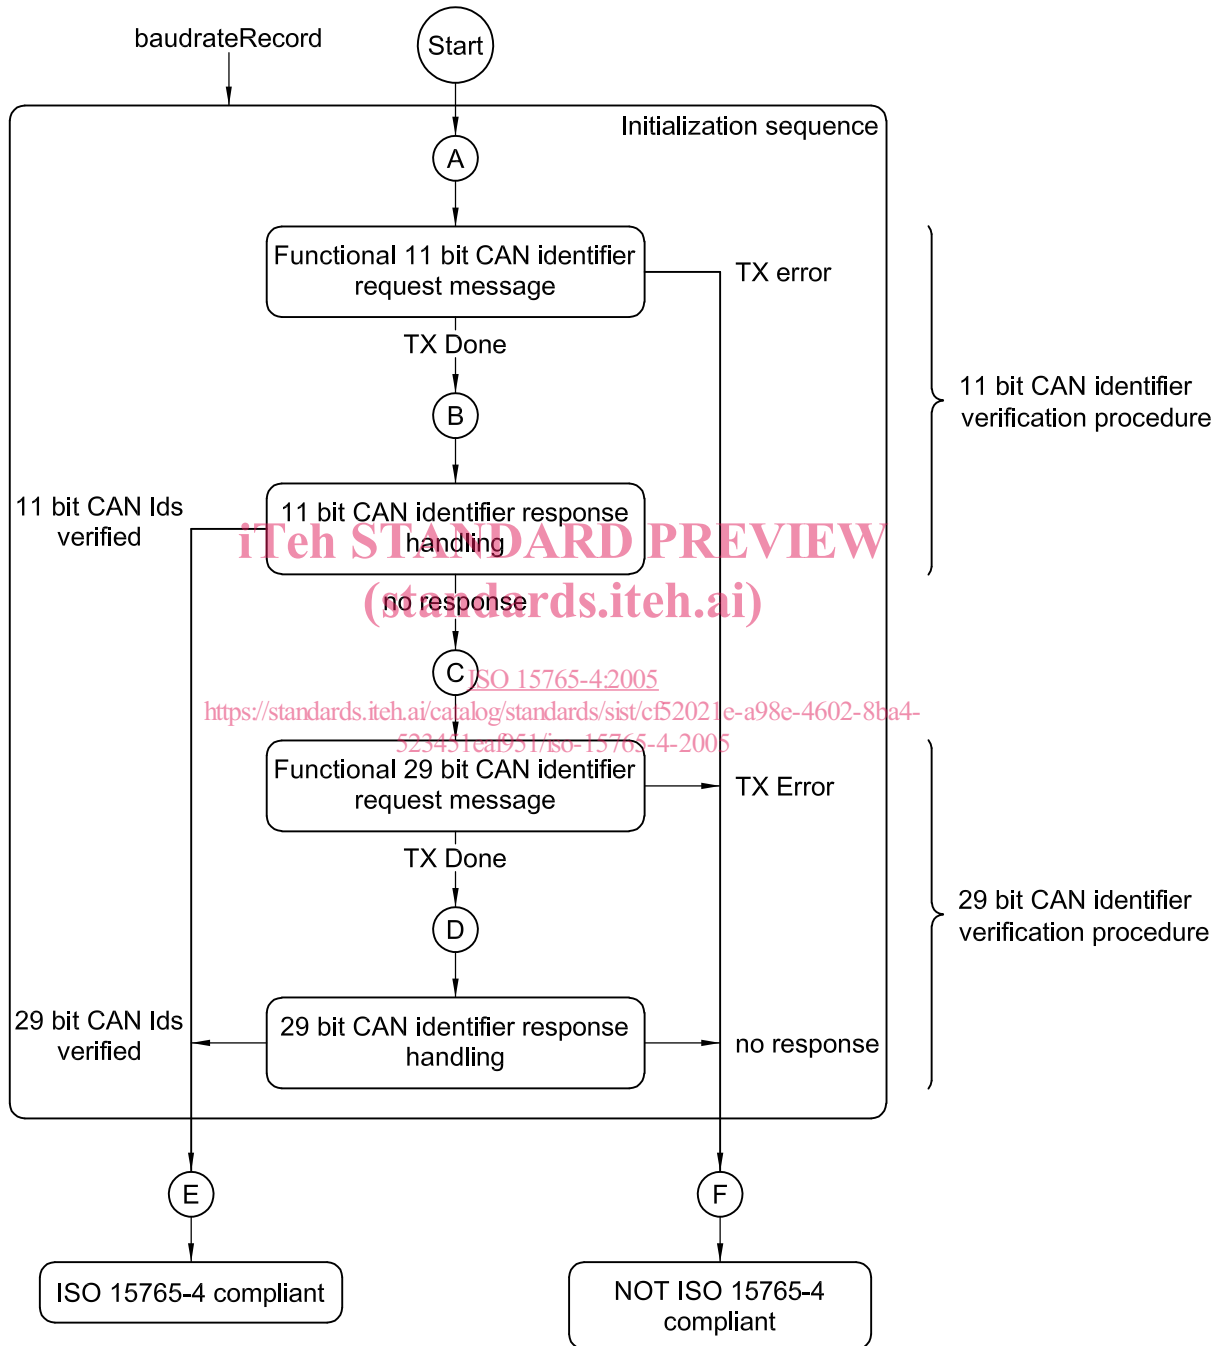 baudrateRecord
Start
Initialization sequence
A
Functional 11 bit CAN identifier
request message
TX error
TX Done
11 bit CAN identifier
verification procedure
B
11 bit CAN Ids
verified
11 bit CAN identifier response
handling
iTeh STANDARD PREVIEW
(standards.iteh.ai)
no response
C
ISO 15765-4:2005
https://standards.iteh.ai/catalog/standards/sist/cf52021e-a98e-4602-8ba4-
523451eaf951/iso-15765-4-2005
Functional 29 bit CAN identifier
request message
TX Error
TX Done
29 bit CAN identifier
verification procedure
D
29 bit CAN Ids
verified
29 bit CAN identifier response
handling
no response
E
F
ISO 15765-4 compliant
NOT ISO 15765-4
compliant